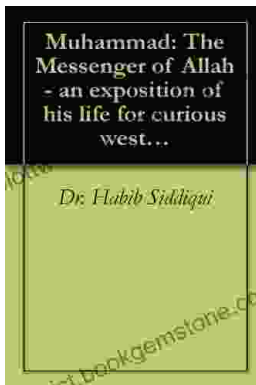 Muhammad: The
Messenger of Allah
- an exposition of
his life for curious
west...
Dr. Habib Siddiqui
bookgemstone.co